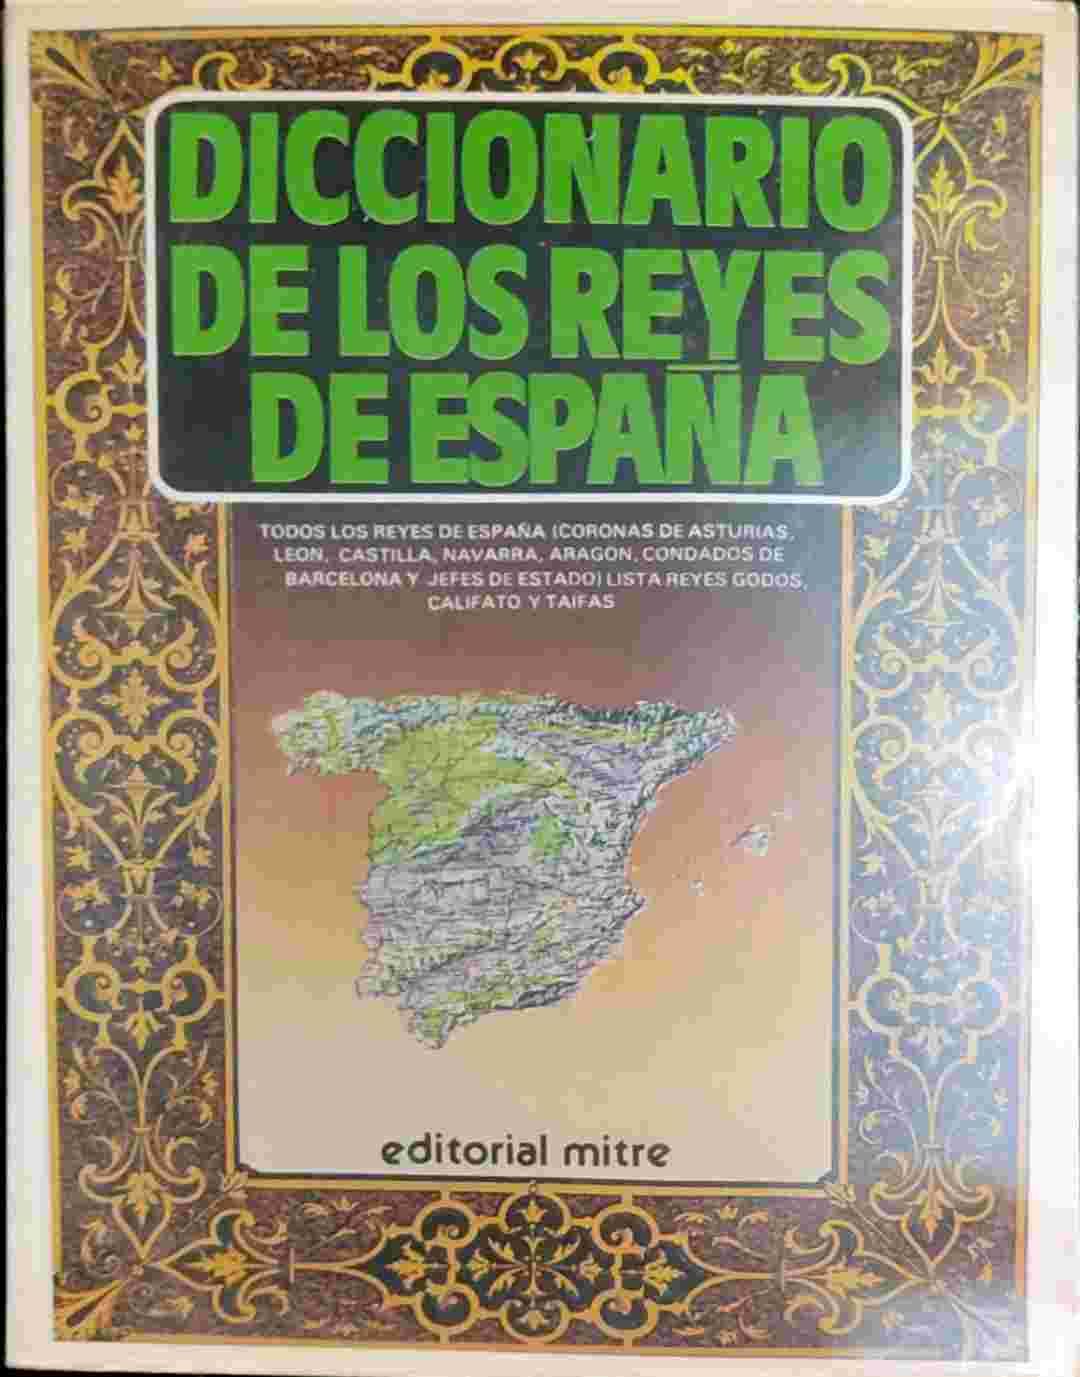 DICCIONARIO
DE LOS REYES
DE ESPAÑA
TODOS LOS REYES DE ESPAÑA (CORONAS DE ASTURIAS,
LEON, CASTILLA, NAVARRA, ARAGON, CONDADOS DE
BARCELONA Y JEFES DE ESTADO) LISTA REYES GODOS,
CALIFATO Y TAIFAS
editorial mitre